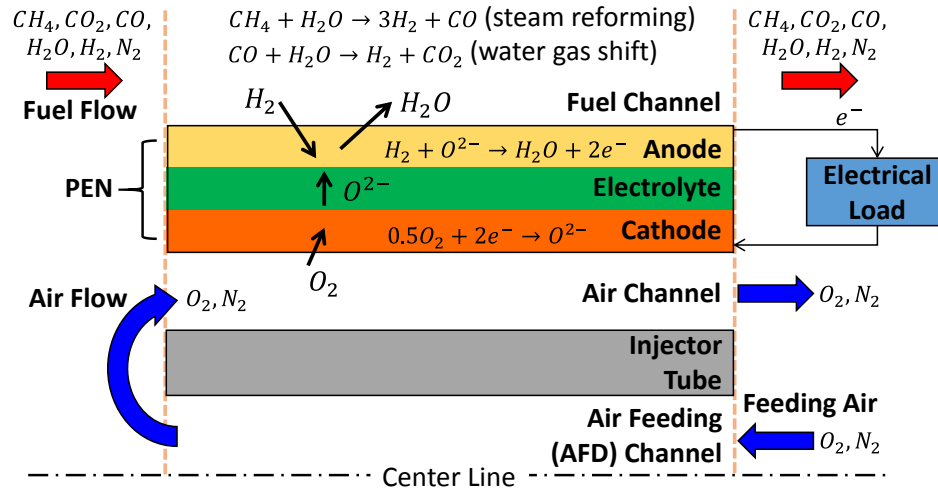 CH₄, CO₂, CO,
H₂O, H₂, N₂
CH₄ + H₂O → 3H₂ + CO (steam reforming)
CO + H₂O → H₂ + CO₂ (water gas shift)
CH₄, CO₂, CO,
H₂O, H₂, N₂
Fuel Flow
H₂
H₂O
Fuel Channel
e⁻
H₂ + O²⁻ → H₂O + 2e⁻
Anode
PEN
O²⁻
Electrolyte
Electrical
Load
0.5O₂ + 2e⁻ → O²⁻
Cathode
O₂
Air Flow
O₂, N₂
Air Channel
O₂, N₂
Injector
Tube
Air Feeding
(AFD) Channel
Feeding Air
O₂, N₂
Center Line